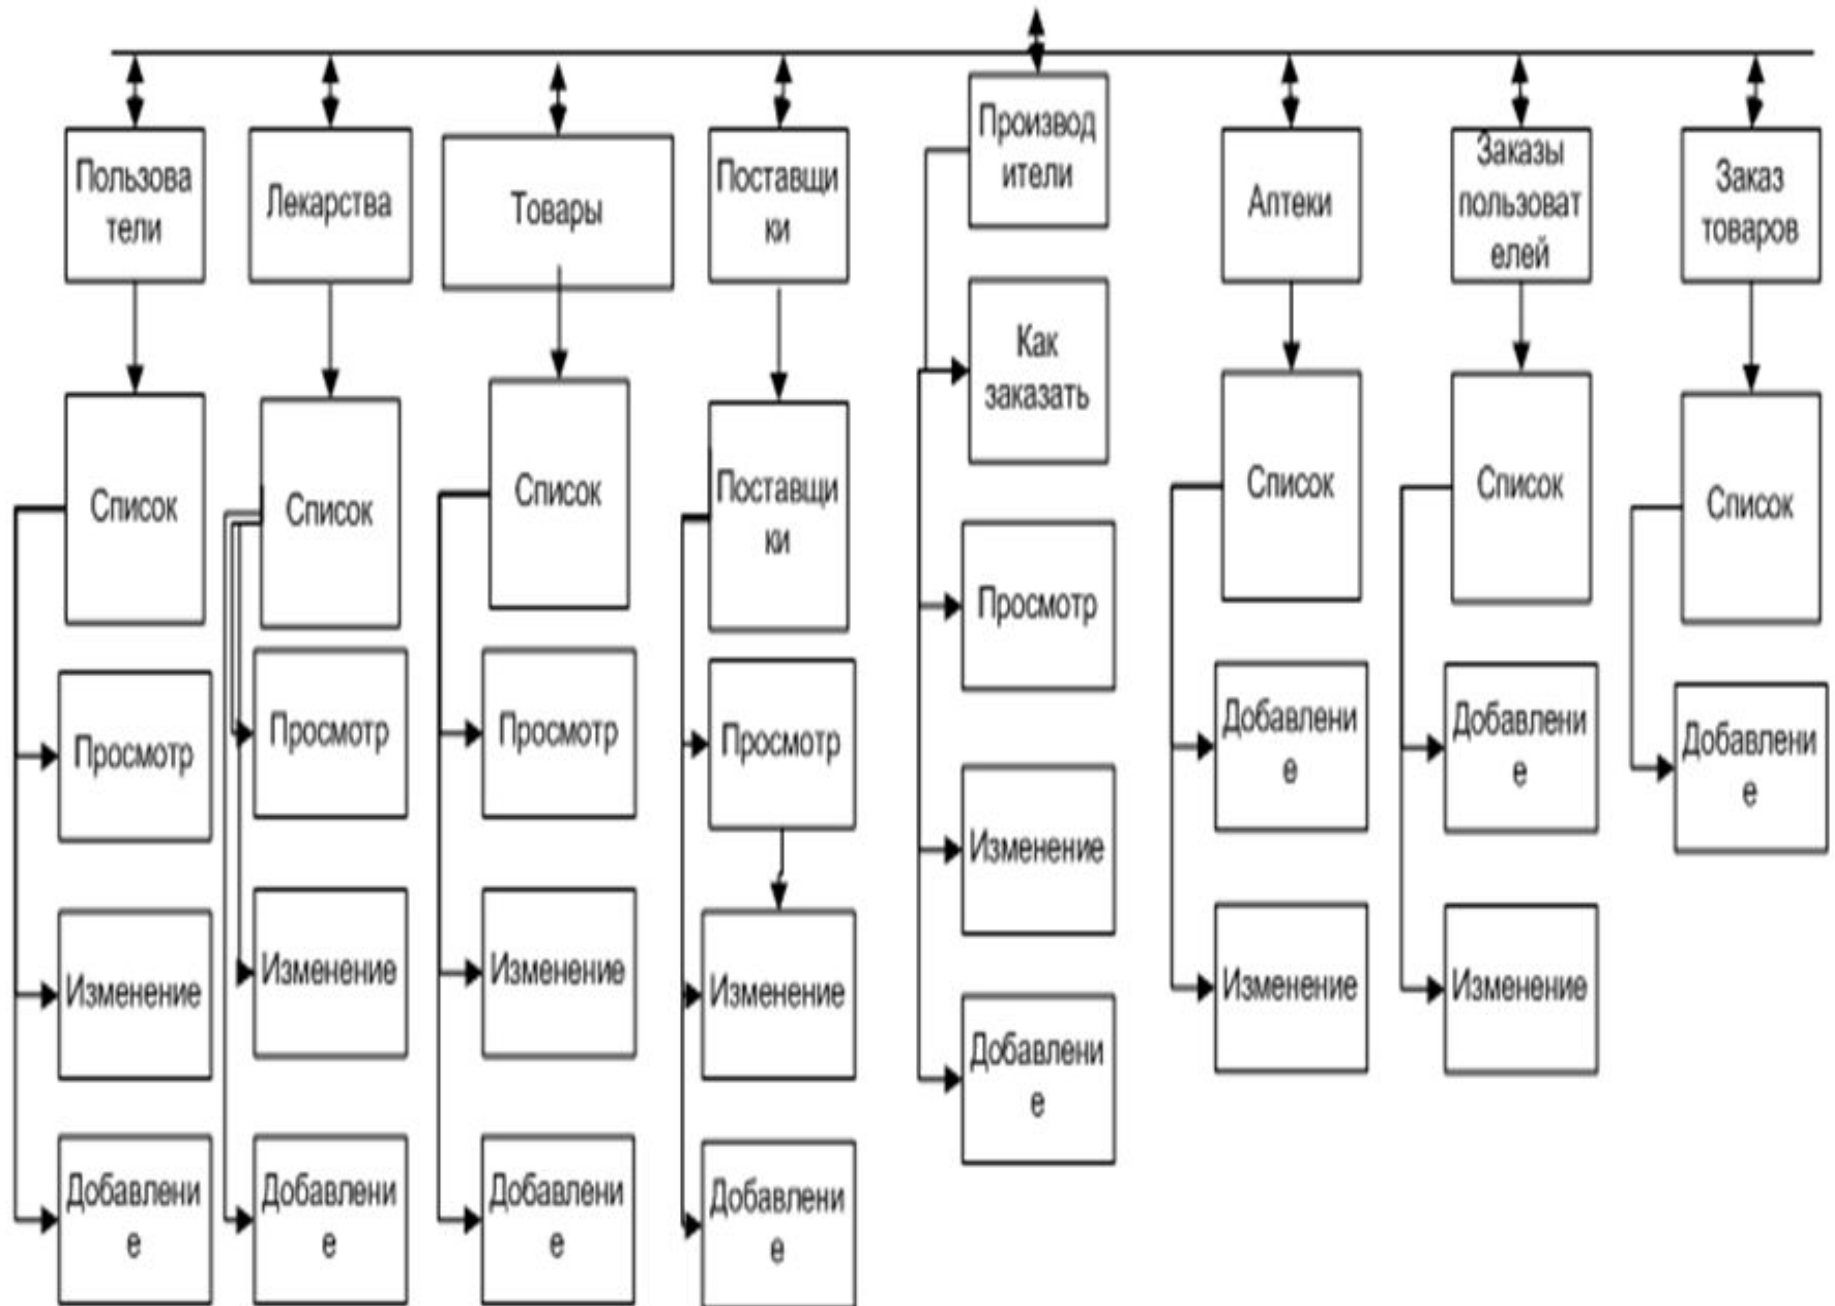 Пользова
тели
Лекарства
Товары
Поставщи
ки
Производ
ители
Аптеки
Заказы
пользоват
елей
Заказ
товаров
Список
Список
Список
Поставщи
ки
Как
заказать
Список
Список
Список
Просмотр
Просмотр
Просмотр
Просмотр
Просмотр
Добавлени
е
Добавлени
е
Добавлени
е
Изменение
Изменение
Изменение
Изменение
Изменение
Изменение
Изменение
Добавлени
е
Добавлени
е
Добавлени
е
Добавлени
е
Добавлени
е